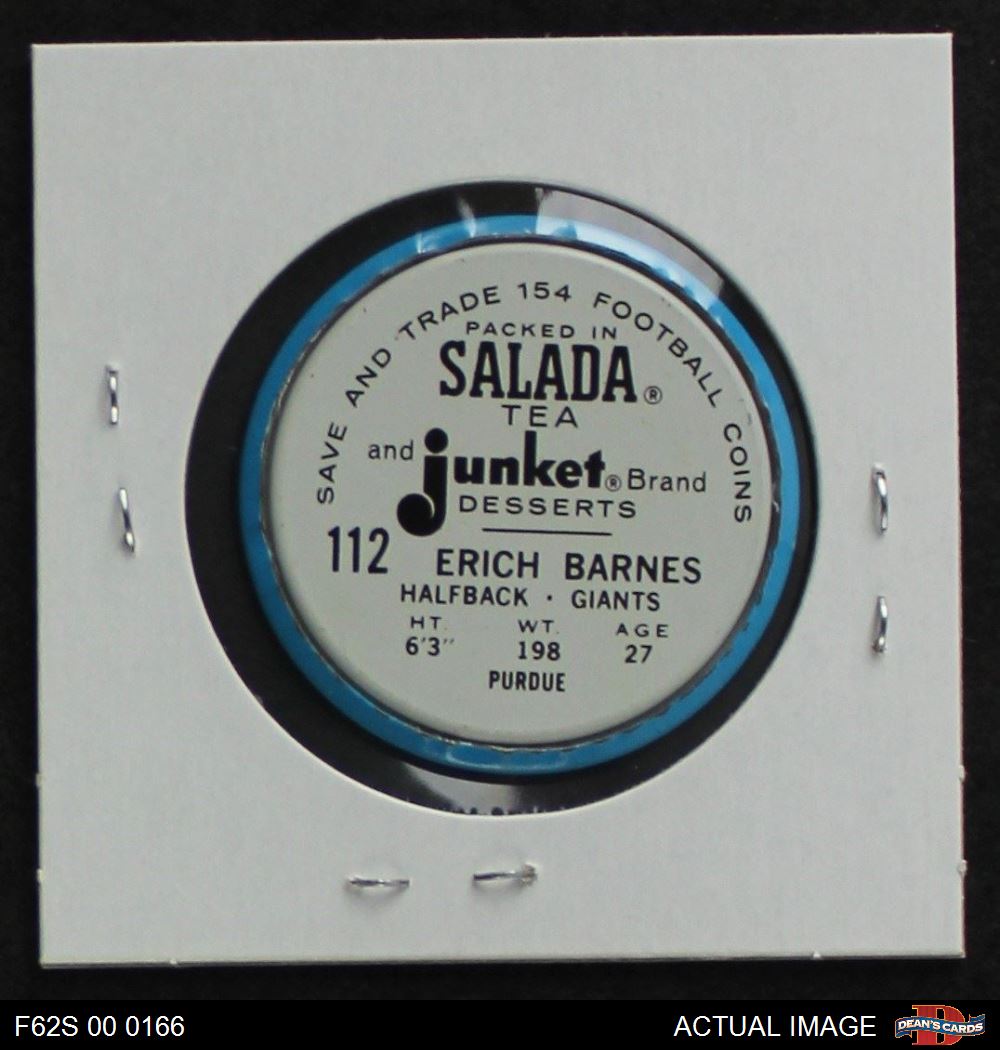 SAVE AND TRADE 154 FOOTBALL COINS
PACKED IN
SALADA®
TEA
and junket® Brand
DESSERTS
112 ERICH BARNES
HALFBACK · GIANTS
HT. WT. AGE
6'3" 198 27
PURDUE
F62S 00 0166 ACTUAL IMAGE
DEAN'S CARDS